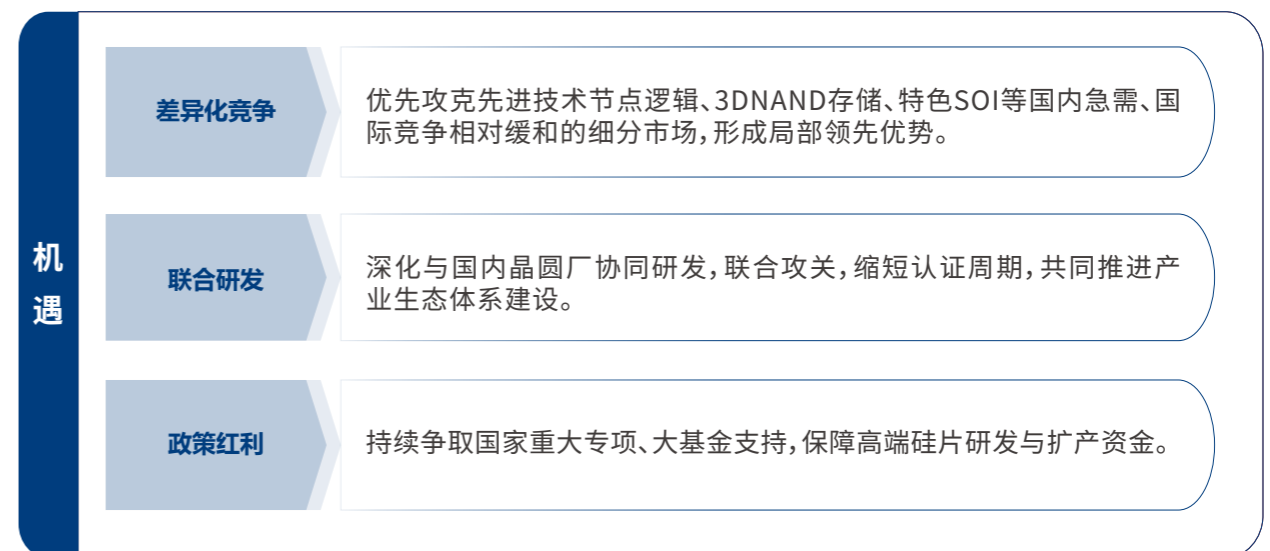 机
遇
差异化竞争
优先攻克先进技术节点逻辑、3DNAND存储、特色SOI等国内急需、国
际竞争相对缓和的细分市场，形成局部领先优势。
联合研发
深化与国内晶圆厂协同研发，联合攻关，缩短认证周期，共同推进产
业生态体系建设。
政策红利
持续争取国家重大专项、大基金支持，保障高端硅片研发与扩产资金。